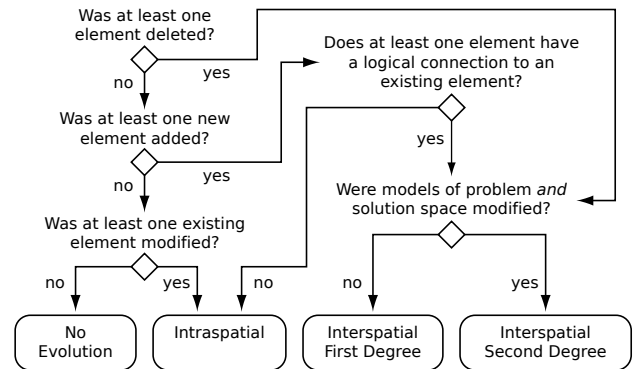 Was at least one
element deleted?
no
yes
Was at least one new
element added?
no
yes
Was at least one existing
element modified?
no
yes
Does at least one element have
a logical connection to an
existing element?
no
yes
Were models of problem and
solution space modified?
no
yes
No
Evolution
Intraspatial
Interspatial
First Degree
Interspatial
Second Degree